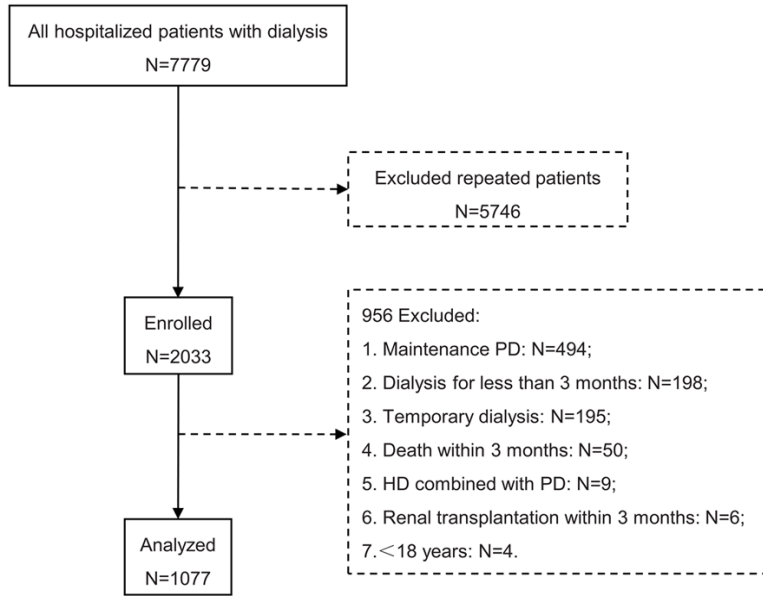 All hospitalized patients with dialysis
N=7779
Excluded repeated patients
N=5746
Enrolled
N=2033
956 Excluded:
1. Maintenance PD: N=494;
2. Dialysis for less than 3 months: N=198;
3. Temporary dialysis: N=195;
4. Death within 3 months: N=50;
5. HD combined with PD: N=9;
6. Renal transplantation within 3 months: N=6;
7.＜18 years: N=4.
Analyzed
N=1077